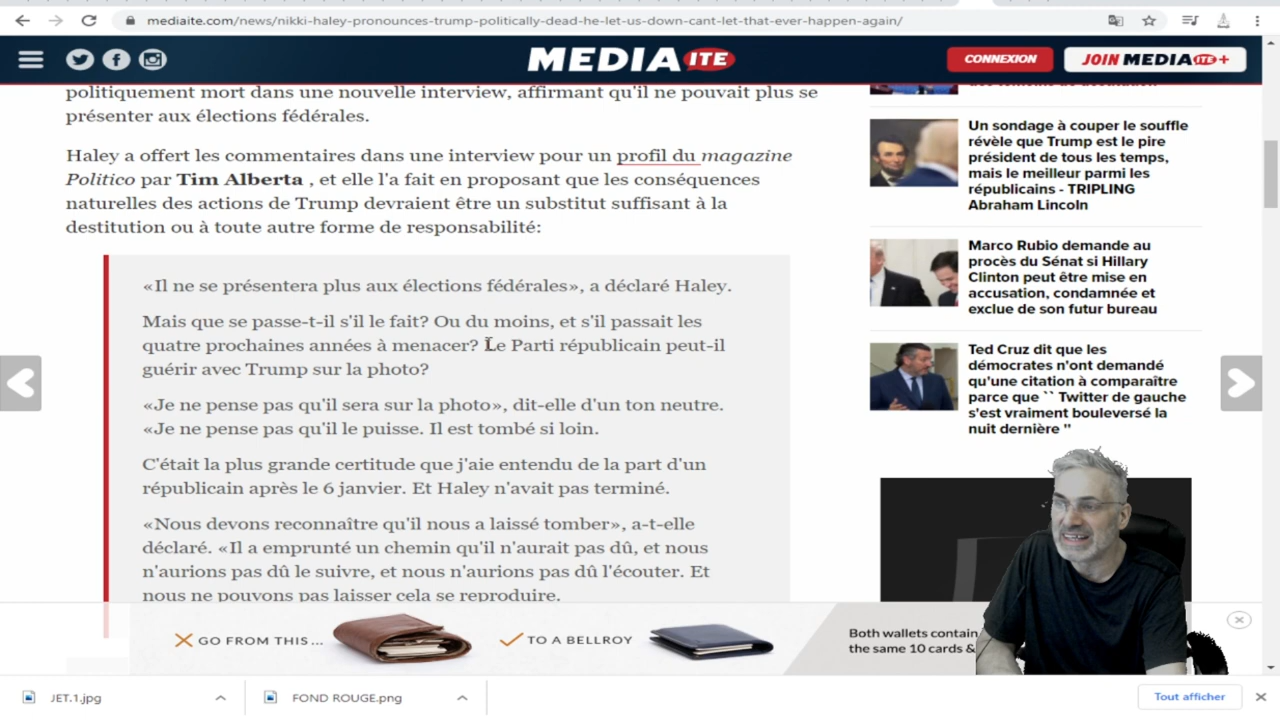 mediaite.com/news/nikki-haley-pronounces-trump-politically-dead-he-let-us-down-cant-let-that-ever-happen-again/
MEDIAITE
CONNEXION
JOIN MEDIAITE+
politiquement mort dans une nouvelle interview, affirmant qu'il ne pouvait plus se
présenter aux élections fédérales.
Haley a offert les commentaires dans une interview pour un profil du magazine
Politico par Tim Alberta , et elle l'a fait en proposant que les conséquences
naturelles des actions de Trump devraient être un substitut suffisant à la
destitution ou à toute autre forme de responsabilité:
«Il ne se présentera plus aux élections fédérales», a déclaré Haley.
Mais que se passe-t-il s'il le fait? Ou du moins, et s'il passait les
quatre prochaines années à menacer? Le Parti républicain peut-il
guérir avec Trump sur la photo?
«Je ne pense pas qu'il sera sur la photo», dit-elle d'un ton neutre.
«Je ne pense pas qu'il le puisse. Il est tombé si loin.
C'était la plus grande certitude que j'aie entendu de la part d'un
républicain après le 6 janvier. Et Haley n'avait pas terminé.
«Nous devons reconnaître qu'il nous a laissé tomber», a-t-elle
déclaré. «Il a emprunté un chemin qu'il n'aurait pas dû, et nous
n'aurions pas dû le suivre, et nous n'aurions pas dû l'écouter. Et
nous ne pouvons pas laisser cela se reproduire.
Un sondage à couper le souffle
révèle que Trump est le pire
président de tous les temps,
mais le meilleur parmi les
républicains - TRIPLING
Abraham Lincoln
Marco Rubio demande au
procès du Sénat si Hillary
Clinton peut être mise en
accusation, condamnée et
exclue de son futur bureau
Ted Cruz dit que les
démocrates n'ont demandé
qu'une citation à comparaître
parce que `` Twitter de gauche
s'est vraiment bouleversé la
nuit dernière ''
GO FROM THIS...
TO A BELLROY
Both wallets contain
the same 10 cards &
JET.1.jpg
FOND ROUGE.png
Tout afficher